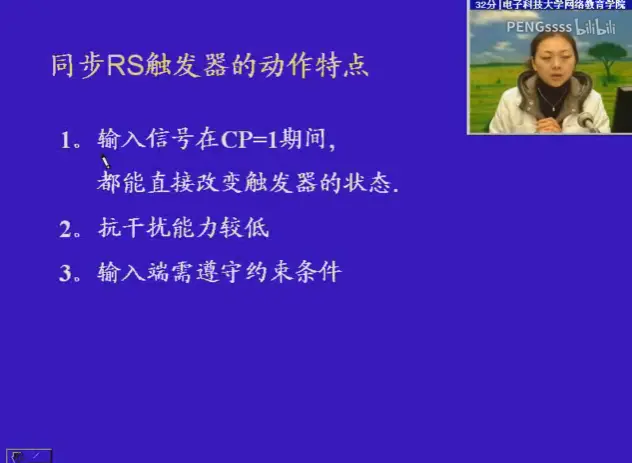 32分|电子科技大学网络教育学院
PENGssss bilibili
同步RS触发器的动作特点
1。输入信号在CP=1期间，
都能直接改变触发器的状态.
2。抗干扰能力较低
3。输入端需遵守约束条件